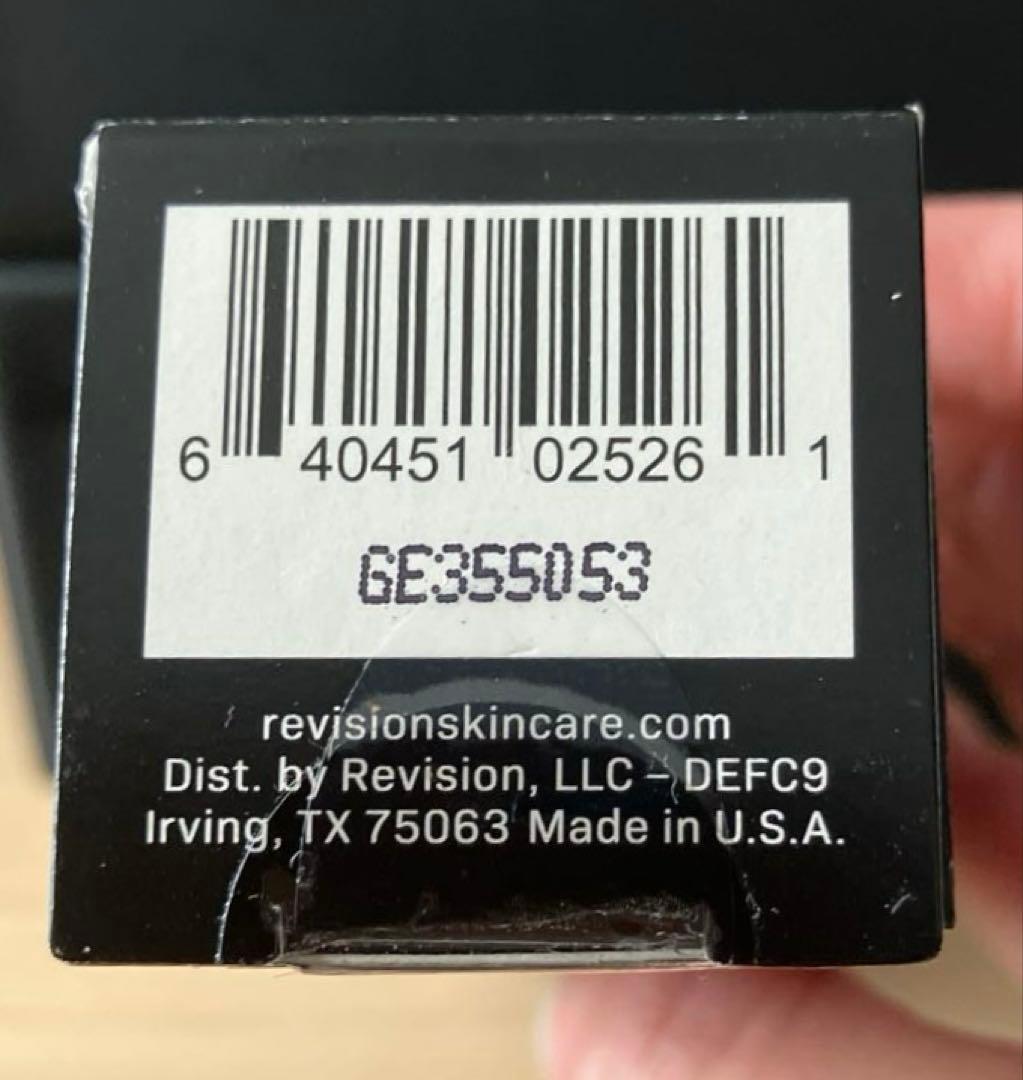 6 40451 02526 1
GE355053
revisionskincare.com
Dist. by Revision, LLC – DEFC9
Irving, TX 75063 Made in U.S.A.